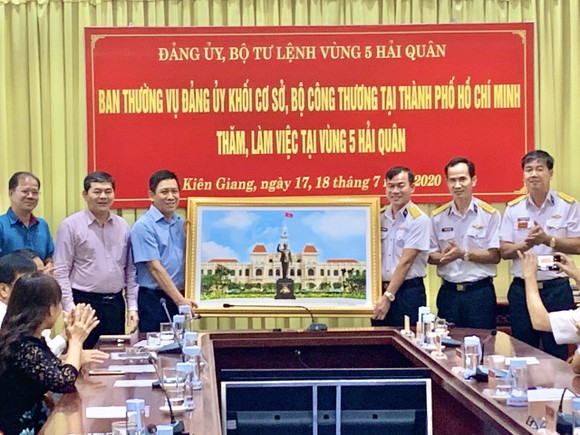 ĐẢNG ỦY, BỘ TƯ LỆNH VÙNG 5 HẢI QUÂN
BAN THƯỜNG VỤ ĐẢNG ỦY KHỐI CƠ SỞ, BỘ CÔNG THƯƠNG TẠI THÀNH PHỐ HỒ CHÍ MINH
THĂM, LÀM VIỆC TẠI VÙNG 5 HẢI QUÂN
Kiên Giang, ngày 17, 18 tháng 7 2020